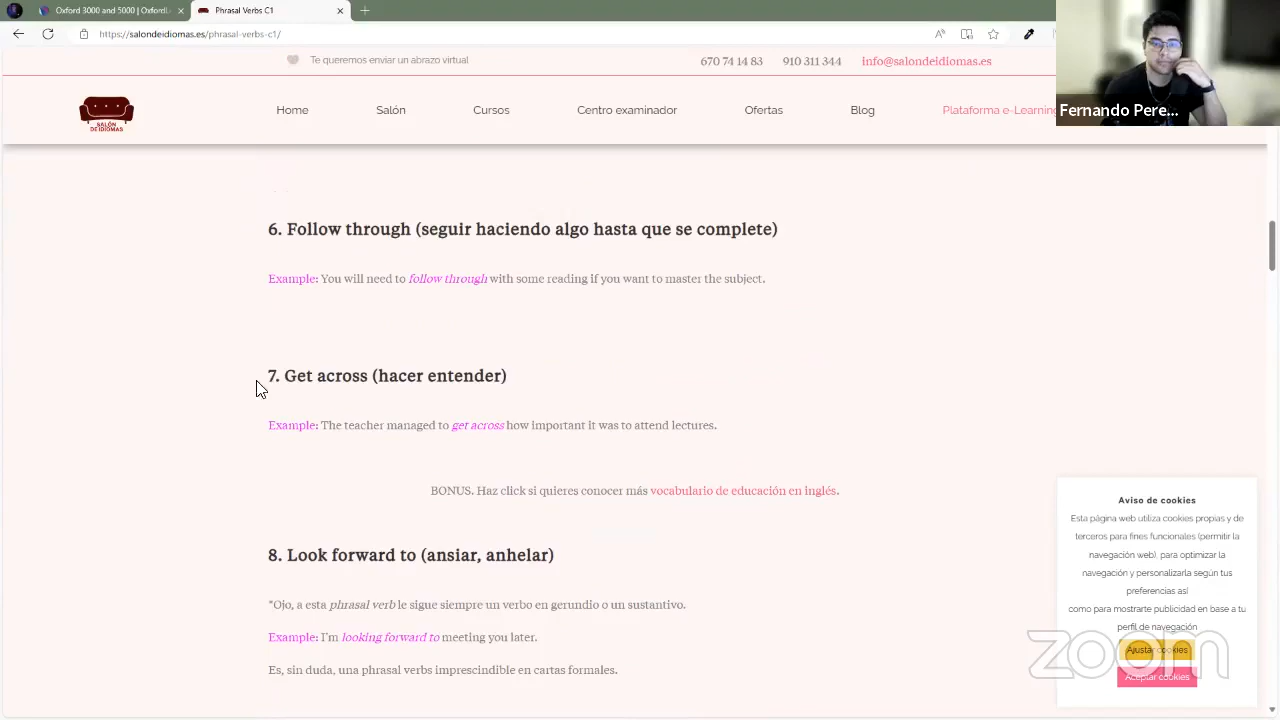 Oxford 3000 and 5000 | Oxfo
Phrasal Verbs C1
https://salondeidiomas.es/phrasal-verbs-c1/
Te queremos enviar un abrazo virtual
670 74 14 83
910 311 344
info@salondeidiomas.es
SALÓN
DE IDIOMAS
Home
Salón
Cursos
Centro examinador
Ofertas
Blog
Plataforma e-Learning
Fernando Pere...
6. Follow through (seguir haciendo algo hasta que se complete)
Example: You will need to follow through with some reading if you want to master the subject.
7. Get across (hacer entender)
Example: The teacher managed to get across how important it was to attend lectures.
BONUS. Haz click si quieres conocer más vocabulario de educación en inglés.
8. Look forward to (ansiar, anhelar)
*Ojo, a esta phrasal verb le sigue siempre un verbo en gerundio o un sustantivo.
Example: I'm looking forward to meeting you later.
Es, sin duda, una phrasal verbs imprescindible en cartas formales.
Aviso de cookies
Esta página web utiliza cookies propias y de
terceros para fines funcionales (permitir la
navegación web), para optimizar la
navegación y personalizarla según tus
preferencias así
como para mostrarte publicidad en base a tu
perfil de navegación
Ajustar cookies
Aceptar cookies
zoom